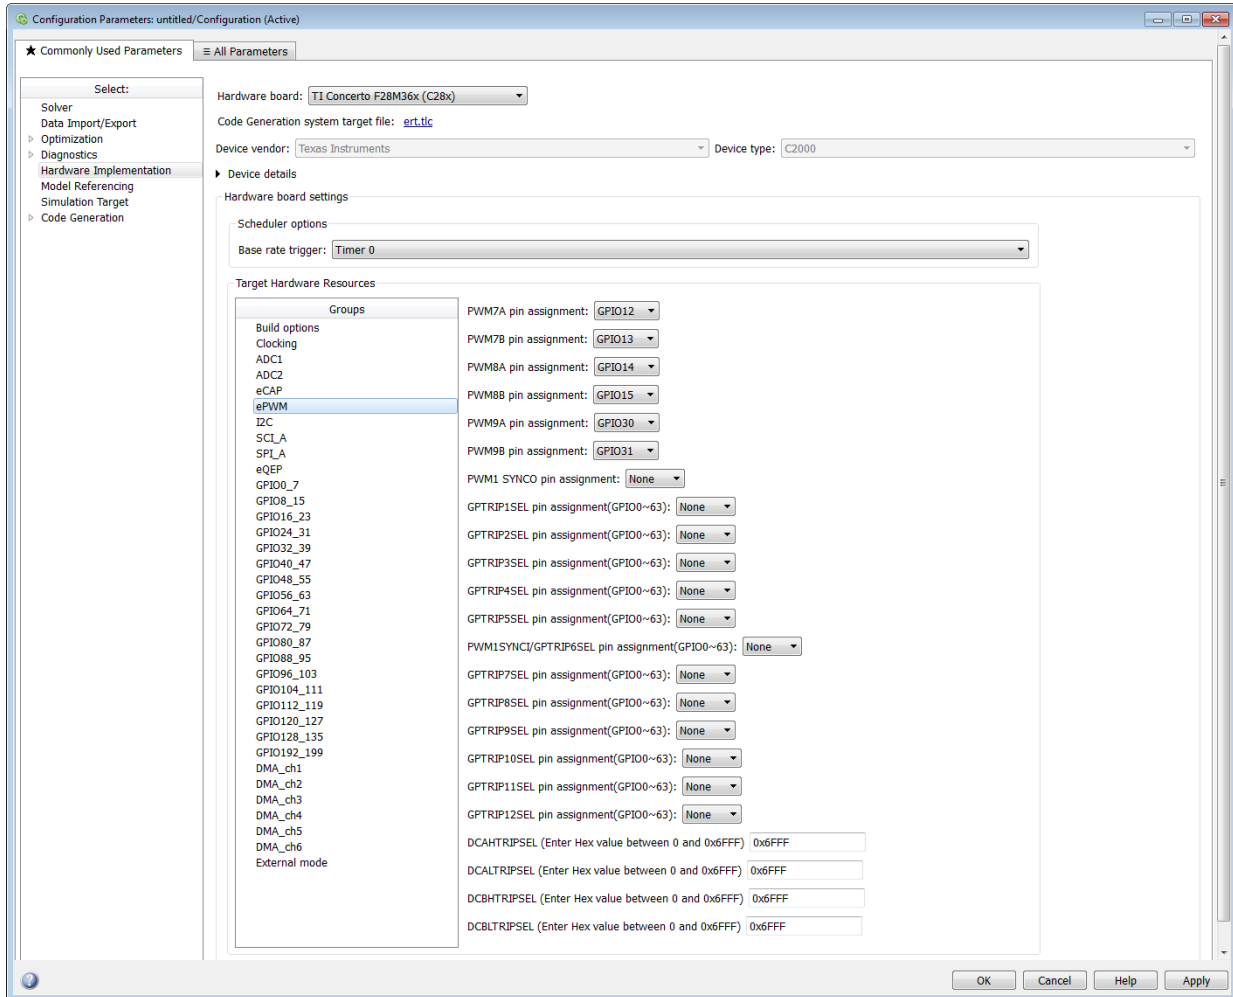 Configuration Parameters: untitled/Configuration (Active)
★ Commonly Used Parameters
≡ All Parameters
Select:
Solver
Data Import/Export
Optimization
Diagnostics
Hardware Implementation
Model Referencing
Simulation Target
Code Generation
Hardware board: TI Concerto F28M36x (C28x)
Code Generation system target file: ert.tlc
Device vendor: Texas Instruments Device type: C2000
Device details
Hardware board settings
Scheduler options
Base rate trigger: Timer 0
Target Hardware Resources
Groups
Build options
Clocking
ADC1
ADC2
eCAP
ePWM
I2C
SCI_A
SPI_A
eQEP
GPIO0_7
GPIO8_15
GPIO16_23
GPIO24_31
GPIO32_39
GPIO40_47
GPIO48_55
GPIO56_63
GPIO64_71
GPIO72_79
GPIO80_87
GPIO88_95
GPIO96_103
GPIO104_111
GPIO112_119
GPIO120_127
GPIO128_135
GPIO192_199
DMA_ch1
DMA_ch2
DMA_ch3
DMA_ch4
DMA_ch5
DMA_ch6
External mode
PWM7A pin assignment: GPIO12
PWM7B pin assignment: GPIO13
PWM8A pin assignment: GPIO14
PWM8B pin assignment: GPIO15
PWM9A pin assignment: GPIO30
PWM9B pin assignment: GPIO31
PWM1 SYNCO pin assignment: None
GPTRIP1SEL pin assignment(GPIO0~63): None
GPTRIP2SEL pin assignment(GPIO0~63): None
GPTRIP3SEL pin assignment(GPIO0~63): None
GPTRIP4SEL pin assignment(GPIO0~63): None
GPTRIP5SEL pin assignment(GPIO0~63): None
PWM1SYNCI/GPTRIP6SEL pin assignment(GPIO0~63): None
GPTRIP7SEL pin assignment(GPIO0~63): None
GPTRIP8SEL pin assignment(GPIO0~63): None
GPTRIP9SEL pin assignment(GPIO0~63): None
GPTRIP10SEL pin assignment(GPIO0~63): None
GPTRIP11SEL pin assignment(GPIO0~63): None
GPTRIP12SEL pin assignment(GPIO0~63): None
DCAHTRIPSEL (Enter Hex value between 0 and 0x6FFF) 0x6FFF
DCALTRIPSEL (Enter Hex value between 0 and 0x6FFF) 0x6FFF
DCBHTRIPSEL (Enter Hex value between 0 and 0x6FFF) 0x6FFF
DCBLTRIPSEL (Enter Hex value between 0 and 0x6FFF) 0x6FFF
OK
Cancel
Help
Apply